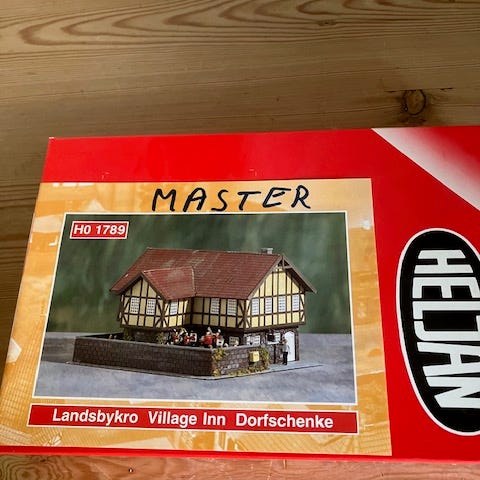 MASTER
H0 1789
HELJAN
Landsbykro Village Inn Dorfschenke